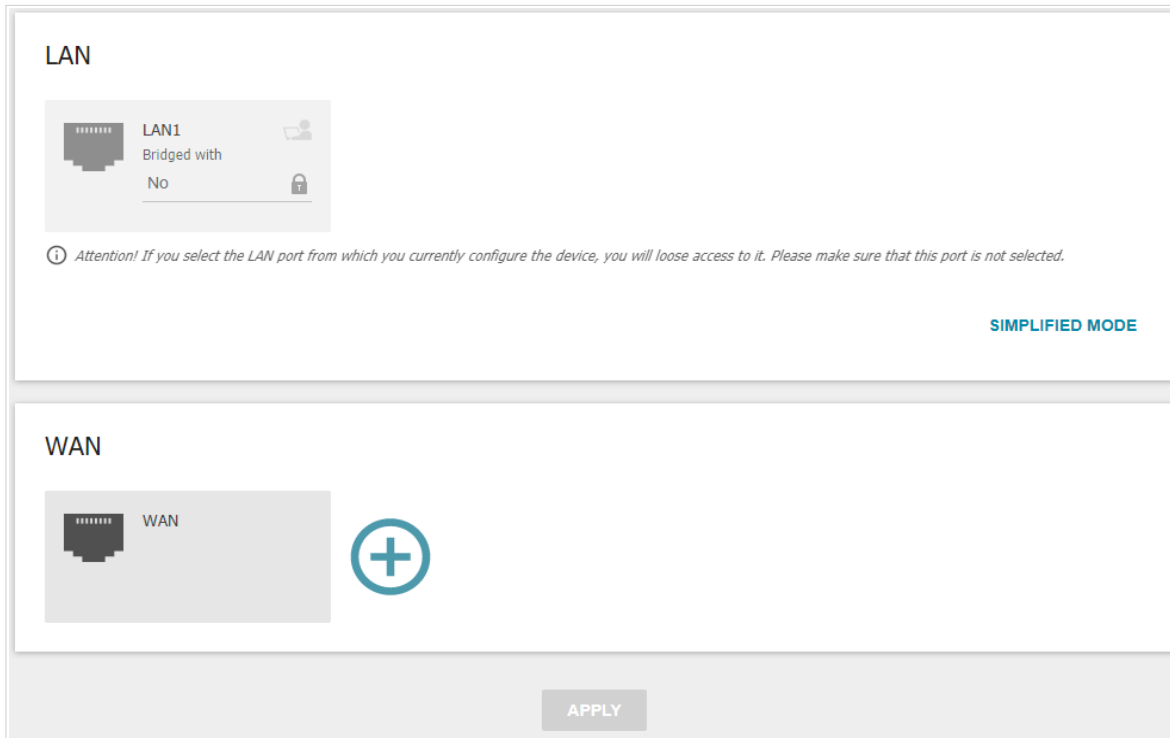 LAN
LAN1
Bridged with
No
Attention! If you select the LAN port from which you currently configure the device, you will loose access to it. Please make sure that this port is not selected.
SIMPLIFIED MODE
WAN
WAN
APPLY